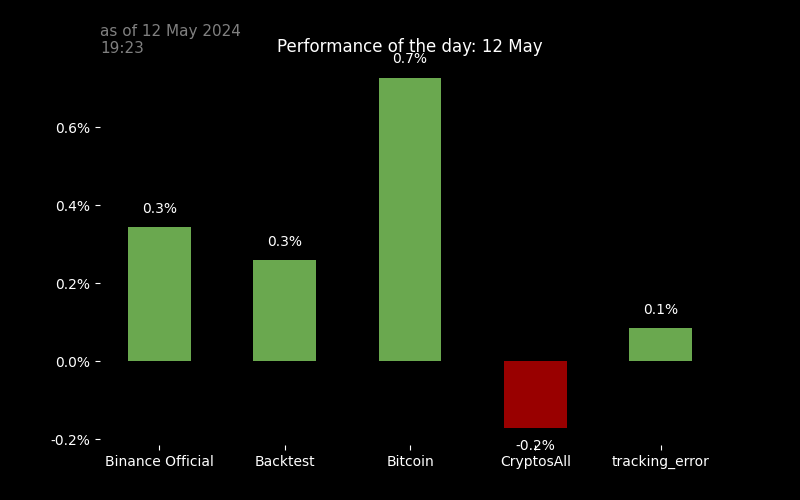 as of 12 May 2024
19:23
Performance of the day: 12 May
0.7%
0.6%
0.4%
0.3%
0.3%
0.2%
0.1%
0.0%
-0.2%
-0.2%
Binance Official
Backtest
Bitcoin
CryptosAll
tracking_error